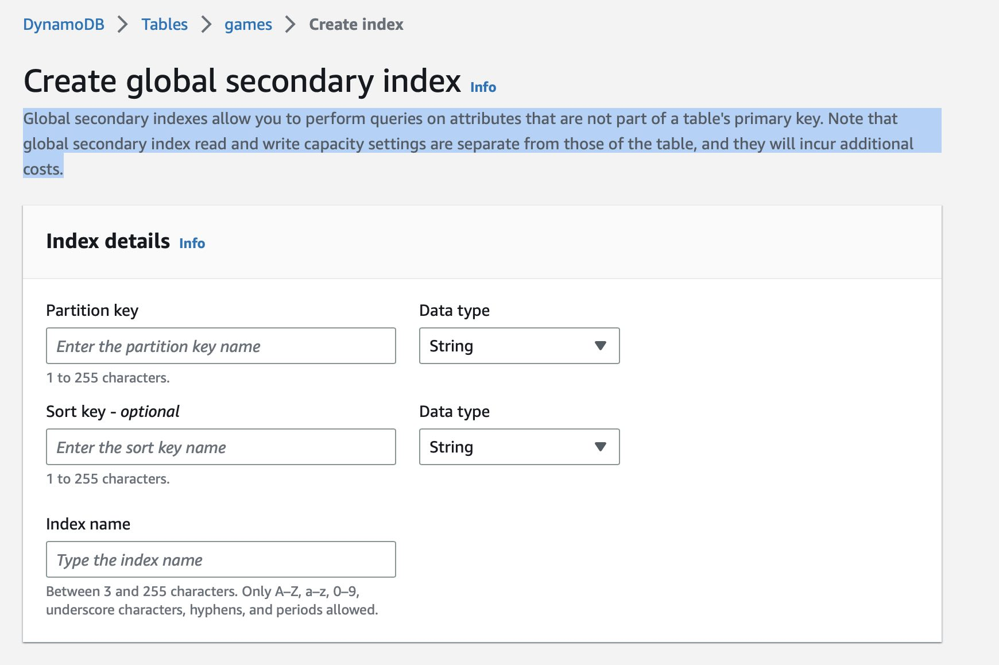 DynamoDB > Tables > games > Create index
Create global secondary index Info
Global secondary indexes allow you to perform queries on attributes that are not part of a table's primary key. Note that
global secondary index read and write capacity settings are separate from those of the table, and they will incur additional
costs.
Index details Info
Partition key Data type
Enter the partition key name String
1 to 255 characters.
Sort key - optional Data type
Enter the sort key name String
1 to 255 characters.
Index name
Type the index name
Between 3 and 255 characters. Only A–Z, a–z, 0–9,
underscore characters, hyphens, and periods allowed.